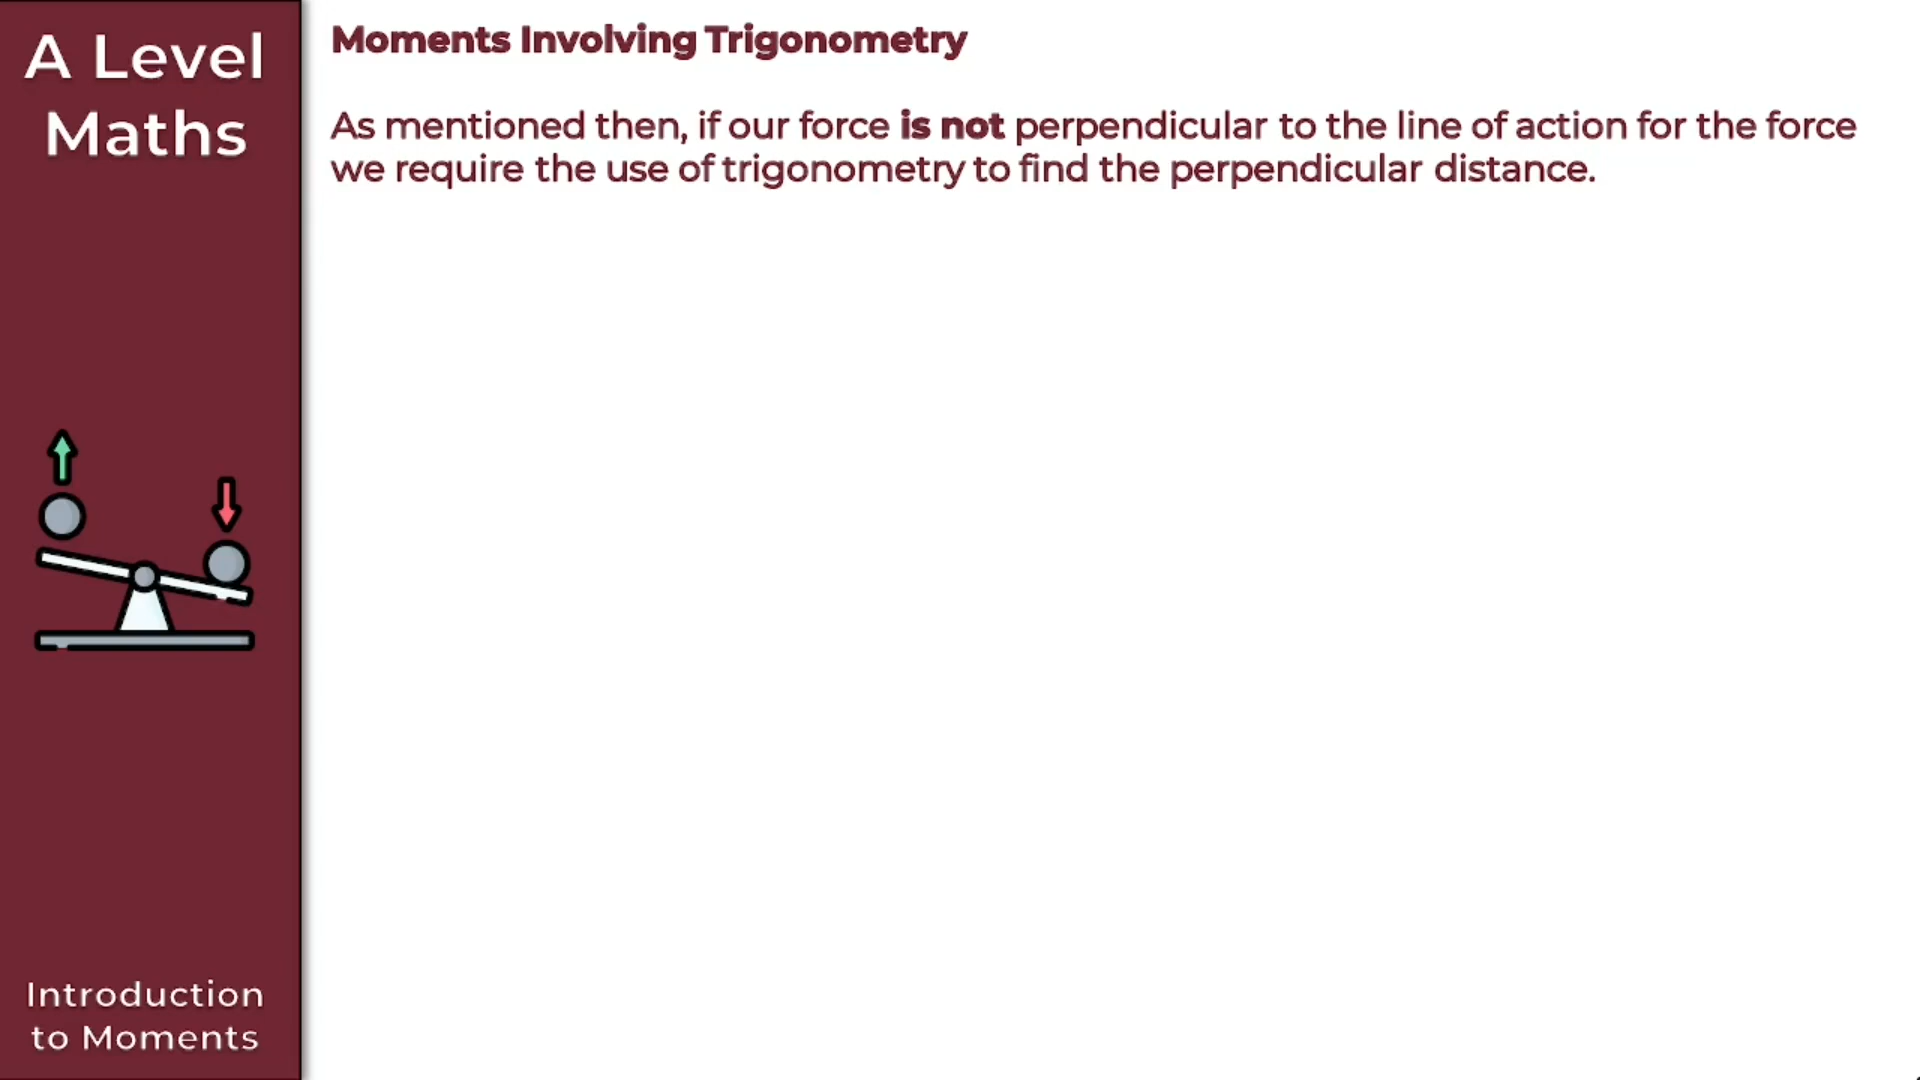 A Level
Maths
Moments Involving Trigonometry
As mentioned then, if our force is not perpendicular to the line of action for the force
we require the use of trigonometry to find the perpendicular distance.
Introduction
to Moments